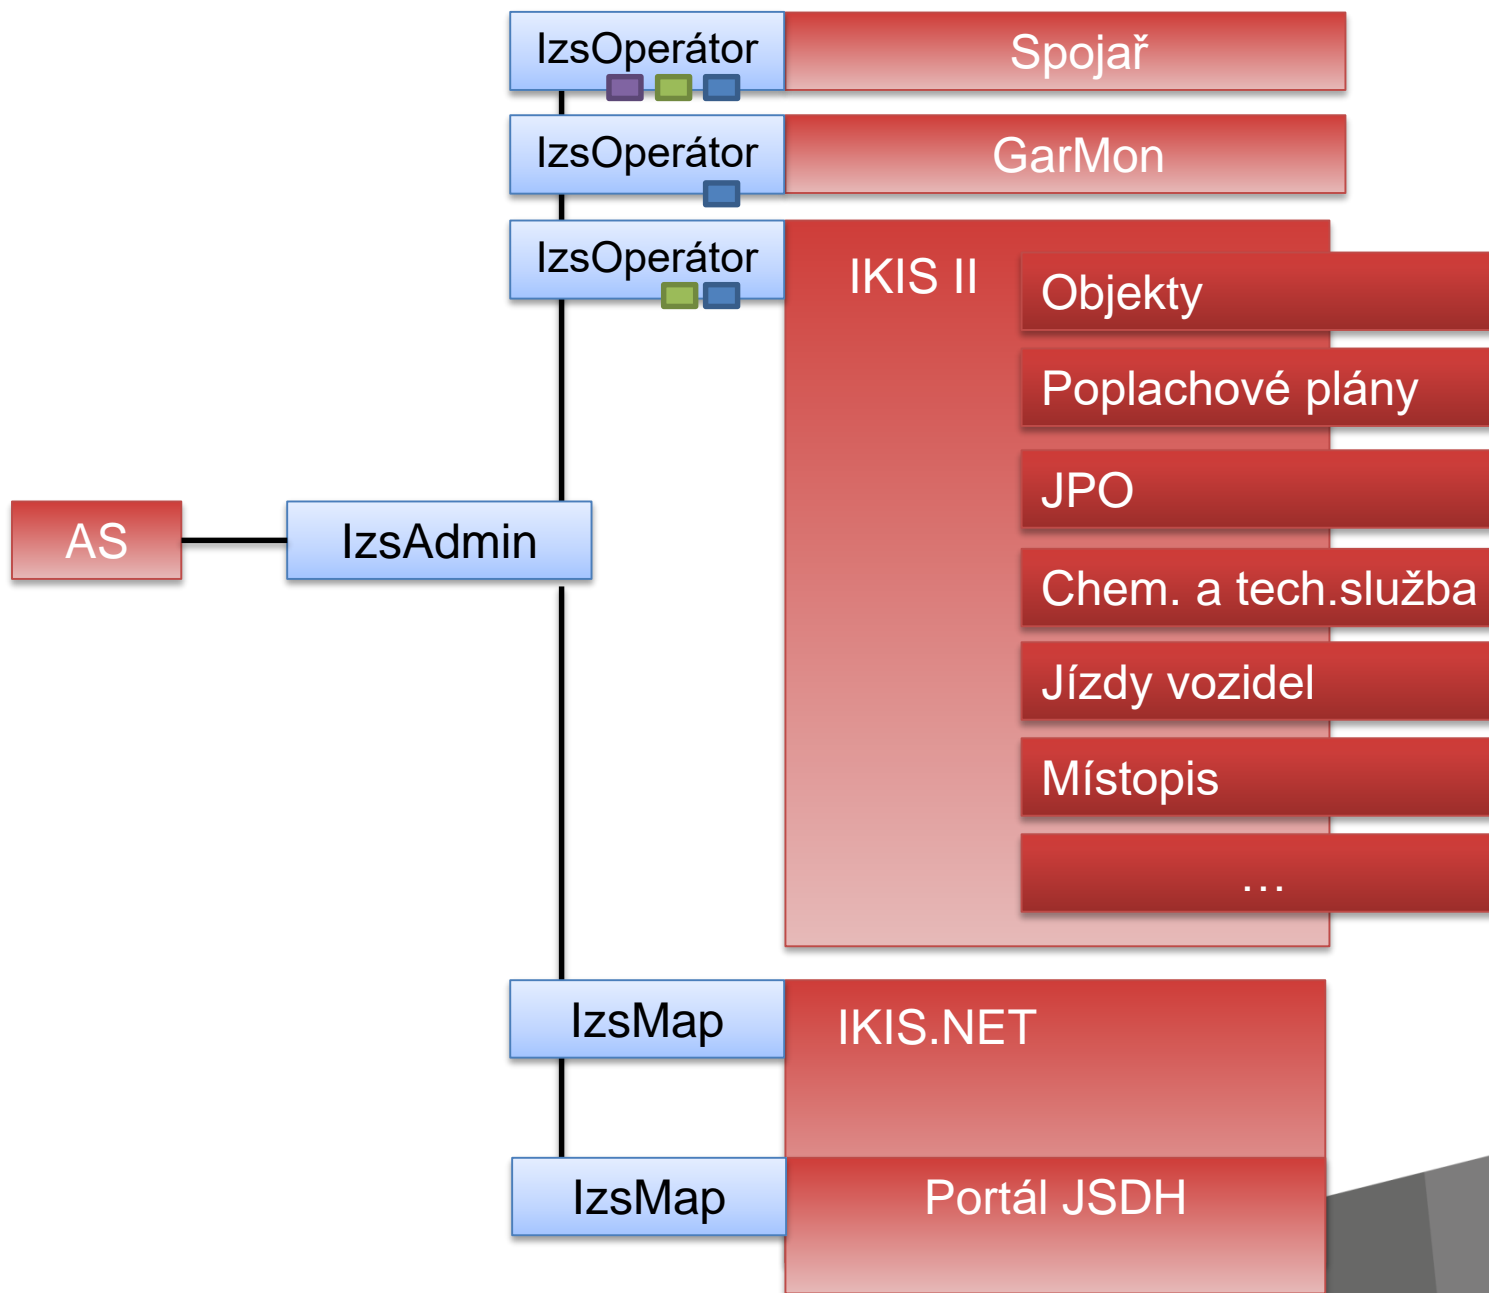 IzsOperátor
Spojař
IzsOperátor
GarMon
IzsOperátor
IKIS II
Objekty
Poplachové plány
JPO
Chem. a tech.služba
Jízdy vozidel
Místopis
…
AS
IzsAdmin
IzsMap
IKIS.NET
IzsMap
Portál JSDH